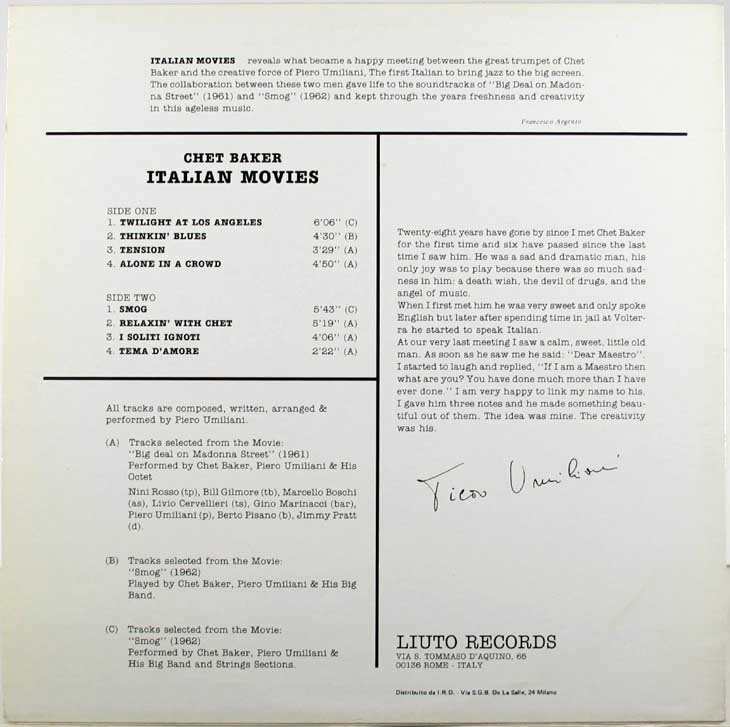 ITALIAN MOVIES reveals what became a happy meeting between the great trumpet of Chet
Baker and the creative force of Piero Umiliani, The first Italian to bring jazz to the big screen.
The collaboration between these two men gave life to the soundtracks of "Big Deal on Madon-
na Street" (1961) and "Smog" (1962) and kept through the years freshness and creativity
in this ageless music.
Francesco Argento
CHET BAKER
ITALIAN MOVIES
SIDE ONE
1. TWILIGHT AT LOS ANGELES 6'06" (C)
2. THINKIN' BLUES 4'30" (B)
3. TENSION 3'29" (A)
4. ALONE IN A CROWD 4'50" (A)
SIDE TWO
1. SMOG 5'43" (C)
2. RELAXIN' WITH CHET 5'19" (A)
3. I SOLITI IGNOTI 4'06" (A)
4. TEMA D'AMORE 2'22" (A)
All tracks are composed, written, arranged &
performed by Piero Umiliani.
(A) Tracks selected from the Movie:
"Big deal on Madonna Street" (1961)
Performed by Chet Baker, Piero Umiliani & His
Octet
Nini Rosso (tp), Bill Gilmore (tb), Marcello Boschi
(as), Livio Cervellieri (ts), Gino Marinacci (bar),
Piero Umiliani (p), Berto Pisano (b), Jimmy Pratt
(d).
(B) Tracks selected from the Movie:
"Smog" (1962)
Played by Chet Baker, Piero Umiliani & His Big
Band.
(C) Tracks selected from the Movie:
"Smog" (1962)
Performed by Chet Baker, Piero Umiliani &
His Big Band and Strings Sections.
Twenty-eight years have gone by since I met Chet Baker
for the first time and six have passed since the last
time I saw him. He was a sad and dramatic man, his
only joy was to play because there was so much sad-
ness in him: a death wish, the devil of drugs, and the
angel of music.
When I first met him he was very sweet and only spoke
English but later after spending time in jail at Volter-
ra he started to speak Italian.
At our very last meeting I saw a calm, sweet, little old
man. As soon as he saw me he said: "Dear Maestro".
I started to laugh and replied, "If I am a Maestro then
what are you? You have done much more than I have
ever done." I am very happy to link my name to his.
I gave him three notes and he made something beau-
tiful out of them. The idea was mine. The creativity
was his.
Piero Umiliani
LIUTO RECORDS
VIA S. TOMMASO D'AQUINO, 65
00136 ROME - ITALY
Distribuito da I.R.D. - Via S.G.B. De La Salle, 24 Milano